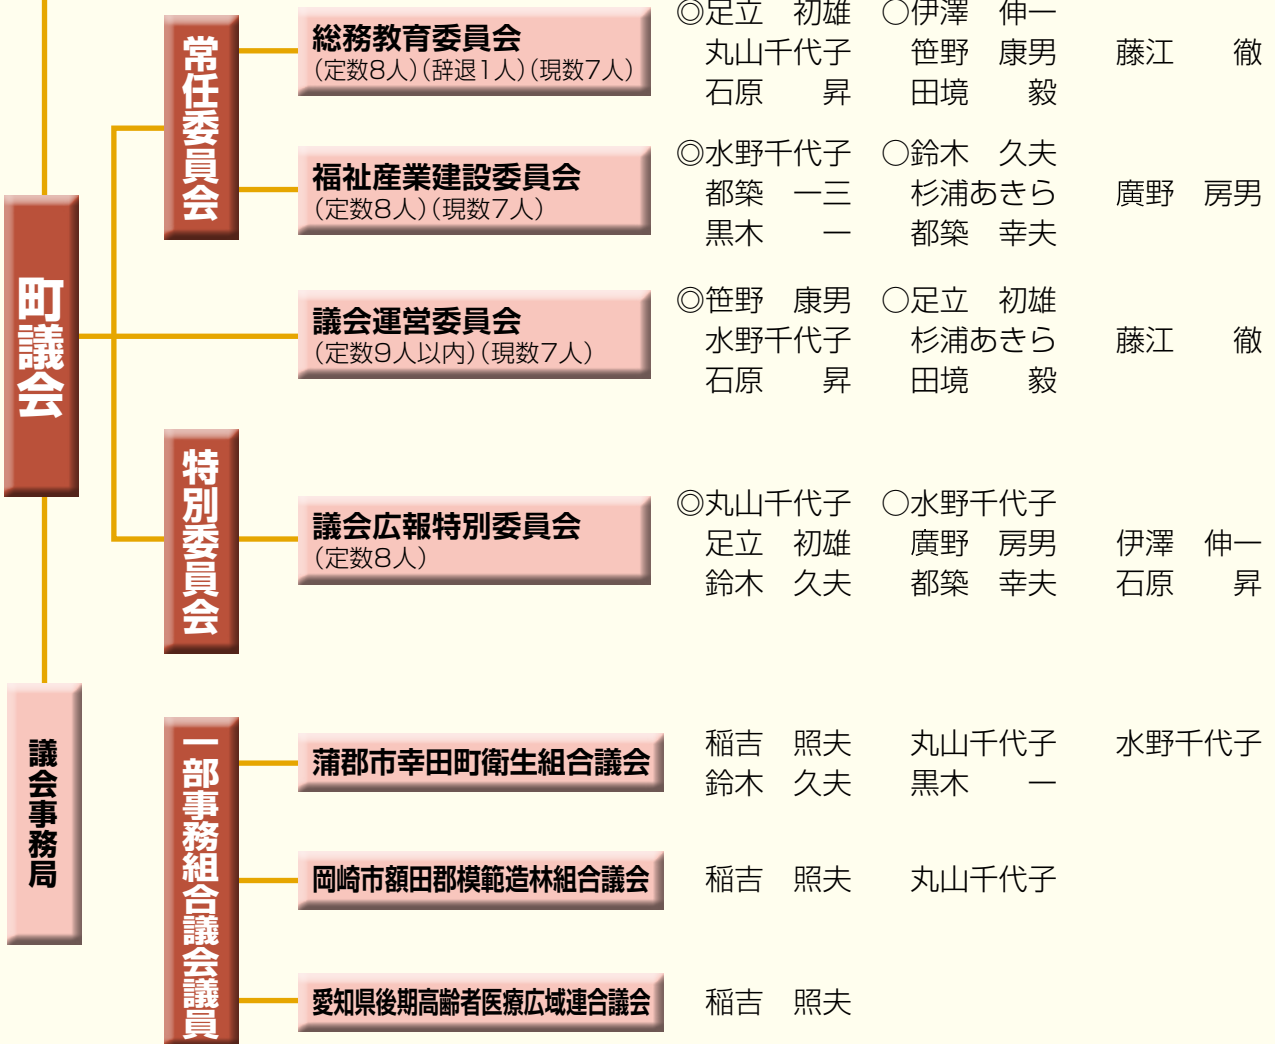 町議会
議会事務局
常任委員会
総務教育委員会
(定数8人)(辞退1人)(現数7人)
◎足立　初雄　○伊澤　伸一
丸山千代子　笹野　康男　藤江　　徹
石原　　昇　田境　　毅
福祉産業建設委員会
(定数8人)(現数7人)
◎水野千代子　○鈴木　久夫
都築　一三　杉浦あきら　廣野　房男
黒木　　一　都築　幸夫
議会運営委員会
(定数9人以内)(現数7人)
◎笹野　康男　○足立　初雄
水野千代子　杉浦あきら　藤江　　徹
石原　　昇　田境　　毅
特別委員会
議会広報特別委員会
(定数8人)
◎丸山千代子　○水野千代子
足立　初雄　廣野　房男　伊澤　伸一
鈴木　久夫　都築　幸夫　石原　　昇
一部事務組合議会議員
蒲郡市幸田町衛生組合議会
稲吉　照夫　丸山千代子　水野千代子
鈴木　久夫　黒木　　一
岡崎市額田郡模範造林組合議会
稲吉　照夫　丸山千代子
愛知県後期高齢者医療広域連合議会
稲吉　照夫